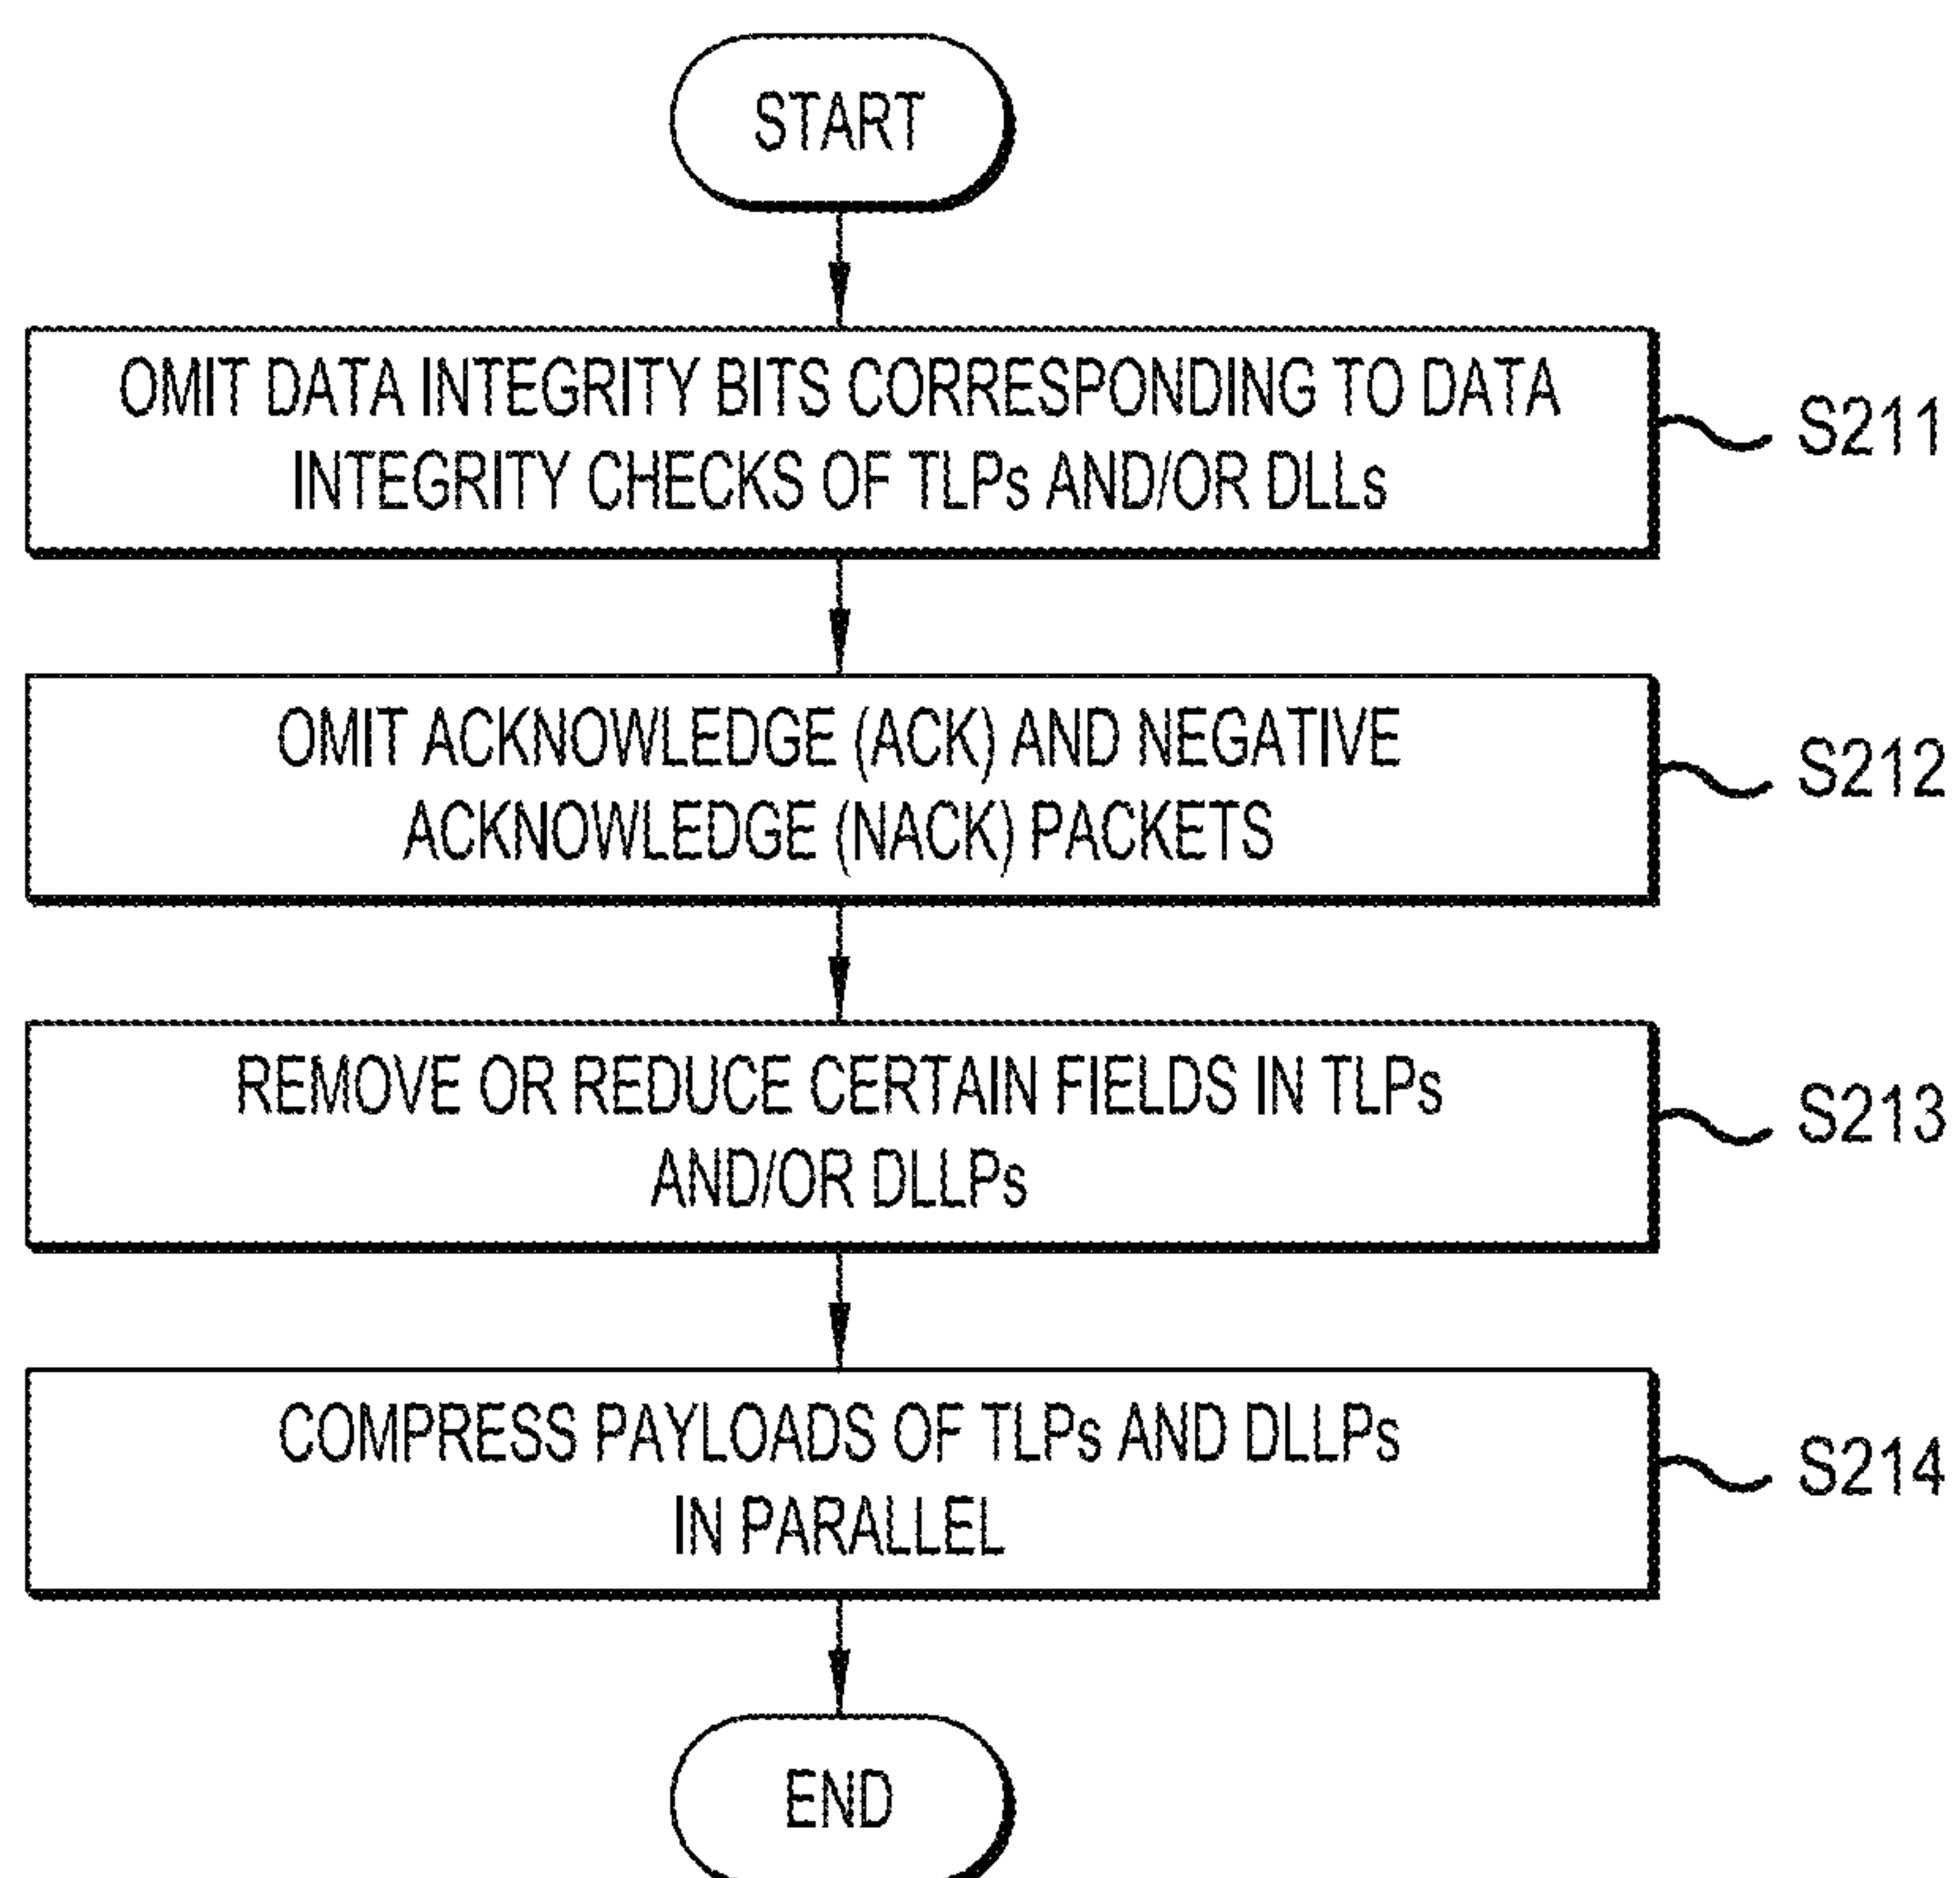 START
OMIT DATA INTEGRITY BITS CORRESPONDING TO DATA
INTEGRITY CHECKS OF TLPs AND/OR DLLs
S211
OMIT ACKNOWLEDGE (ACK) AND NEGATIVE
ACKNOWLEDGE (NACK) PACKETS
S212
REMOVE OR REDUCE CERTAIN FIELDS IN TLPs
AND/OR DLLPs
S213
COMPRESS PAYLOADS OF TLPs AND DLLPs
IN PARALLEL
S214
END